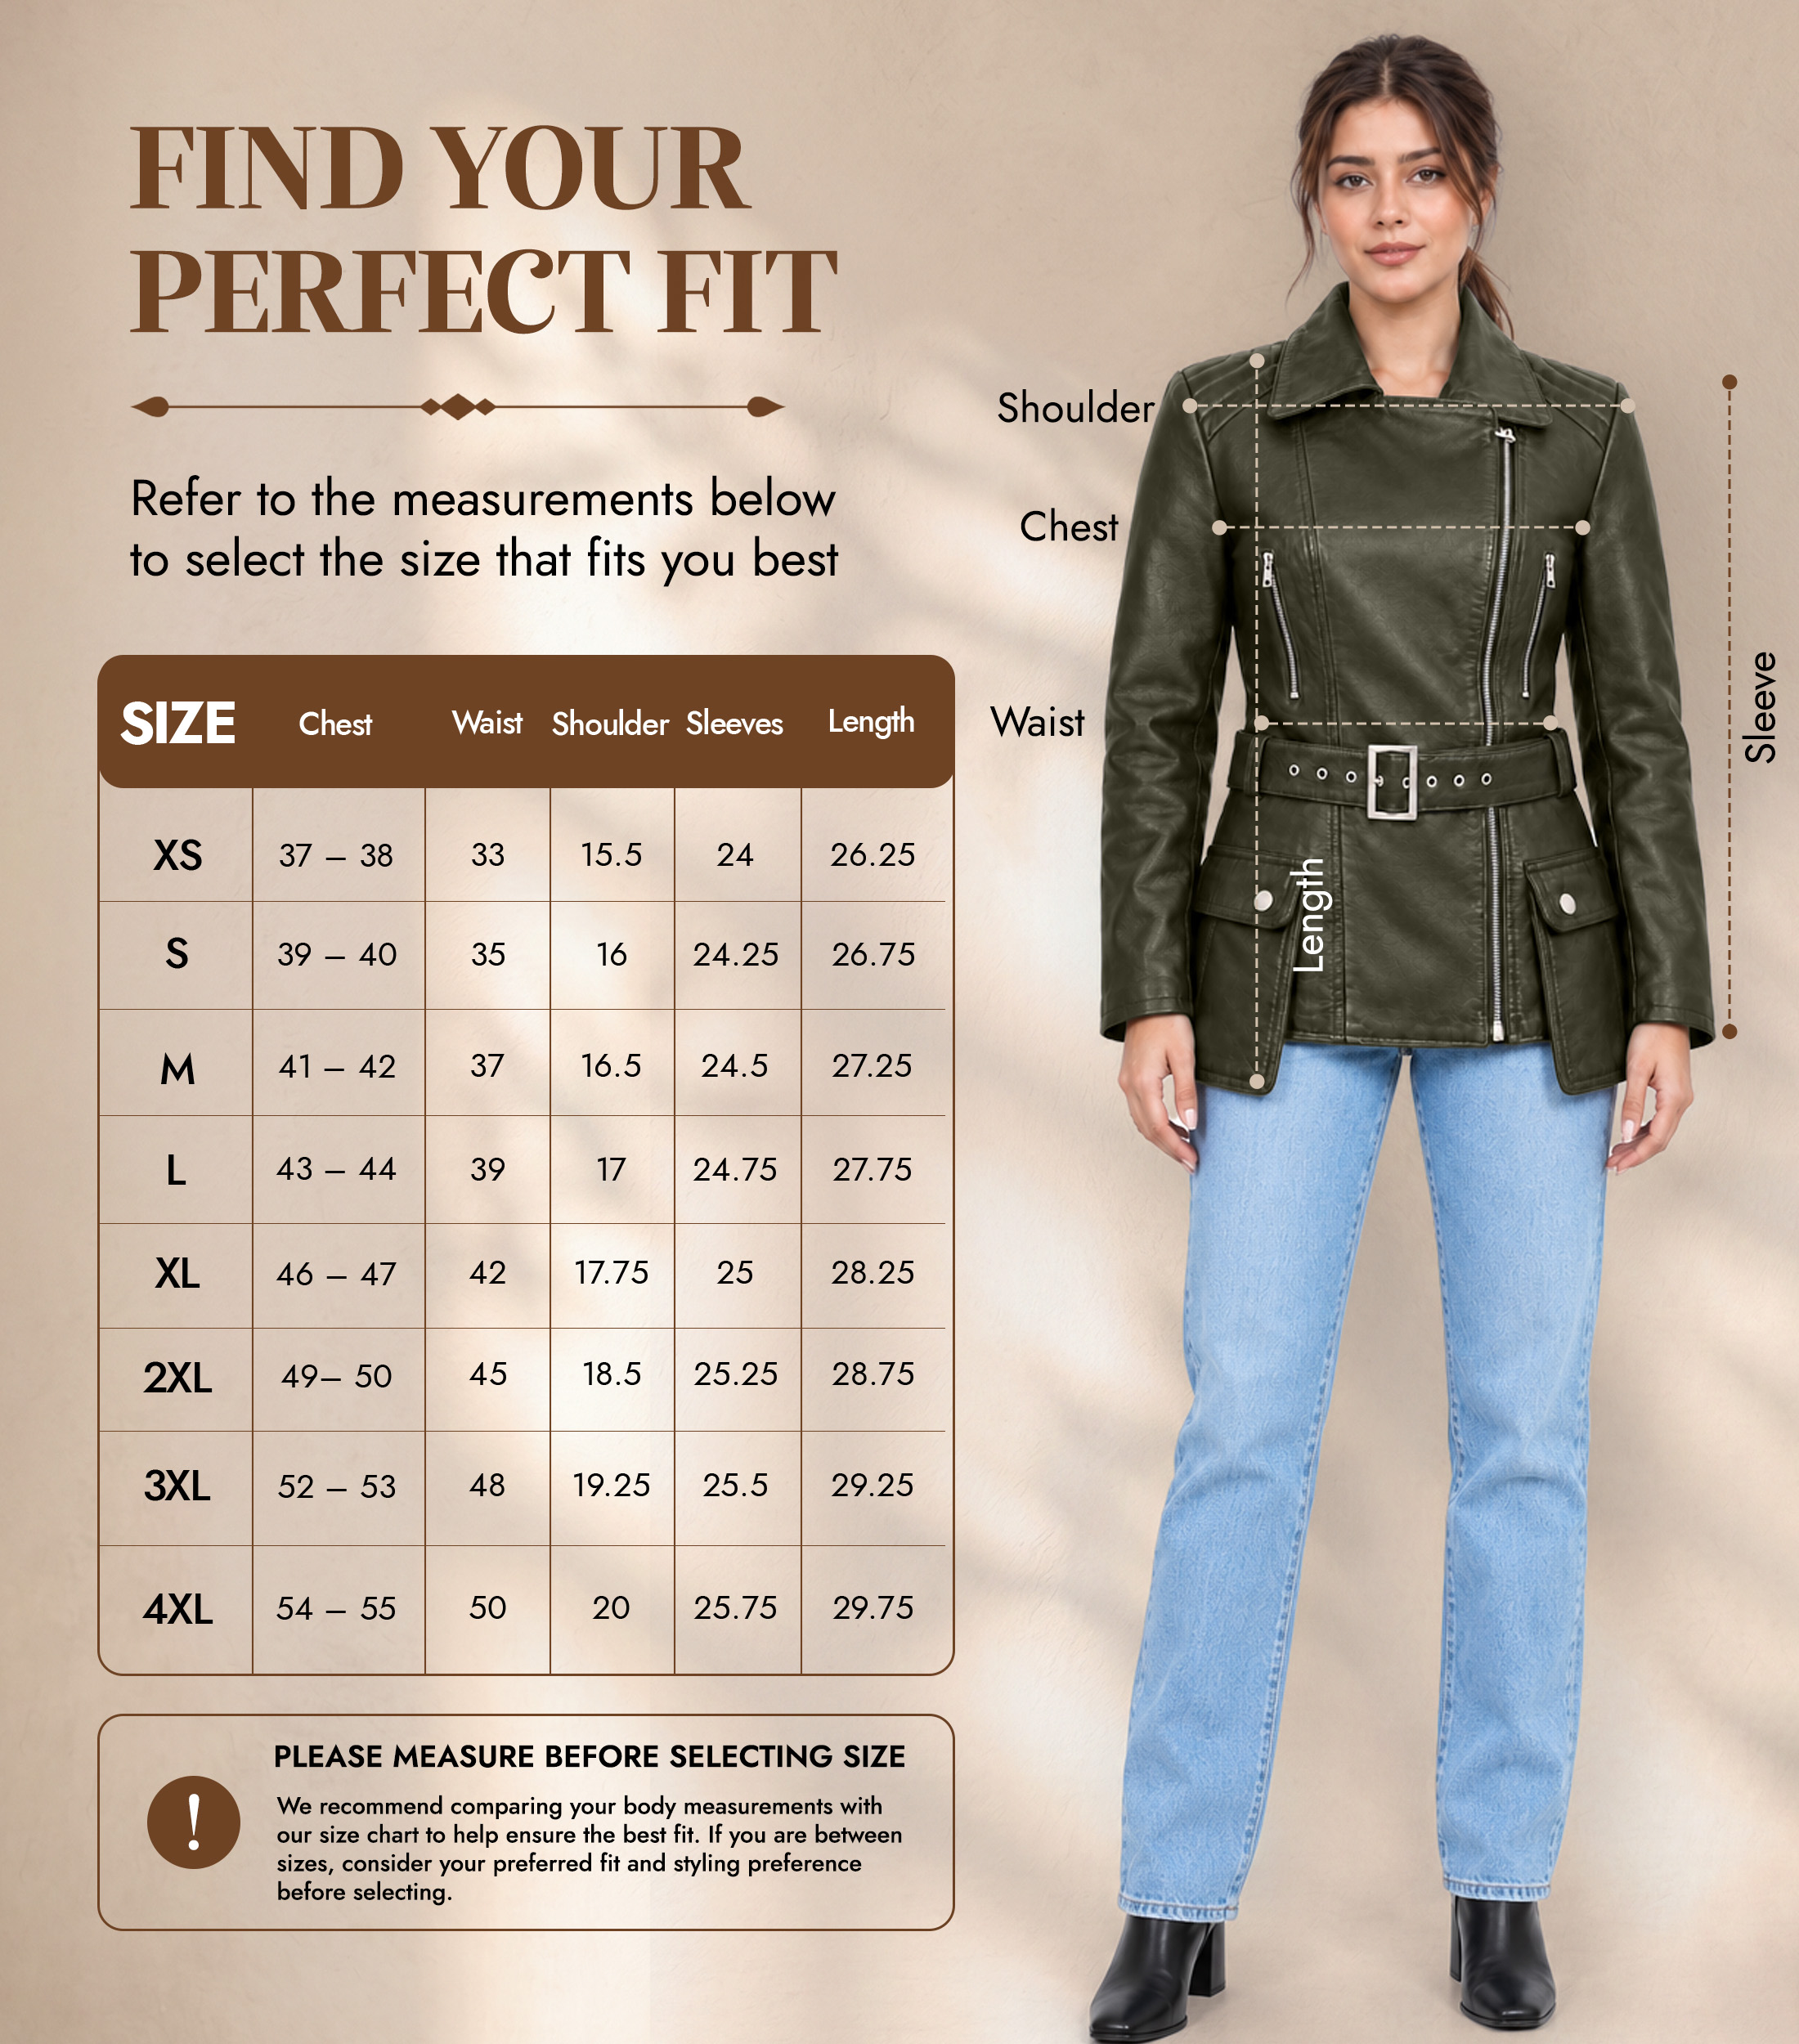 FIND YOUR
PERFECT FIT
Refer to the measurements below
to select the size that fits you best
SIZE Chest Waist Shoulder Sleeves Length
XS 37 – 38 33 15.5 24 26.25
S 39 – 40 35 16 24.25 26.75
M 41 – 42 37 16.5 24.5 27.25
L 43 – 44 39 17 24.75 27.75
XL 46 – 47 42 17.75 25 28.25
2XL 49– 50 45 18.5 25.25 28.75
3XL 52 – 53 48 19.25 25.5 29.25
4XL 54 – 55 50 20 25.75 29.75
!
PLEASE MEASURE BEFORE SELECTING SIZE
We recommend comparing your body measurements with
our size chart to help ensure the best fit. If you are between
sizes, consider your preferred fit and styling preference
before selecting.
Shoulder
Chest
Waist
Length
Sleeve